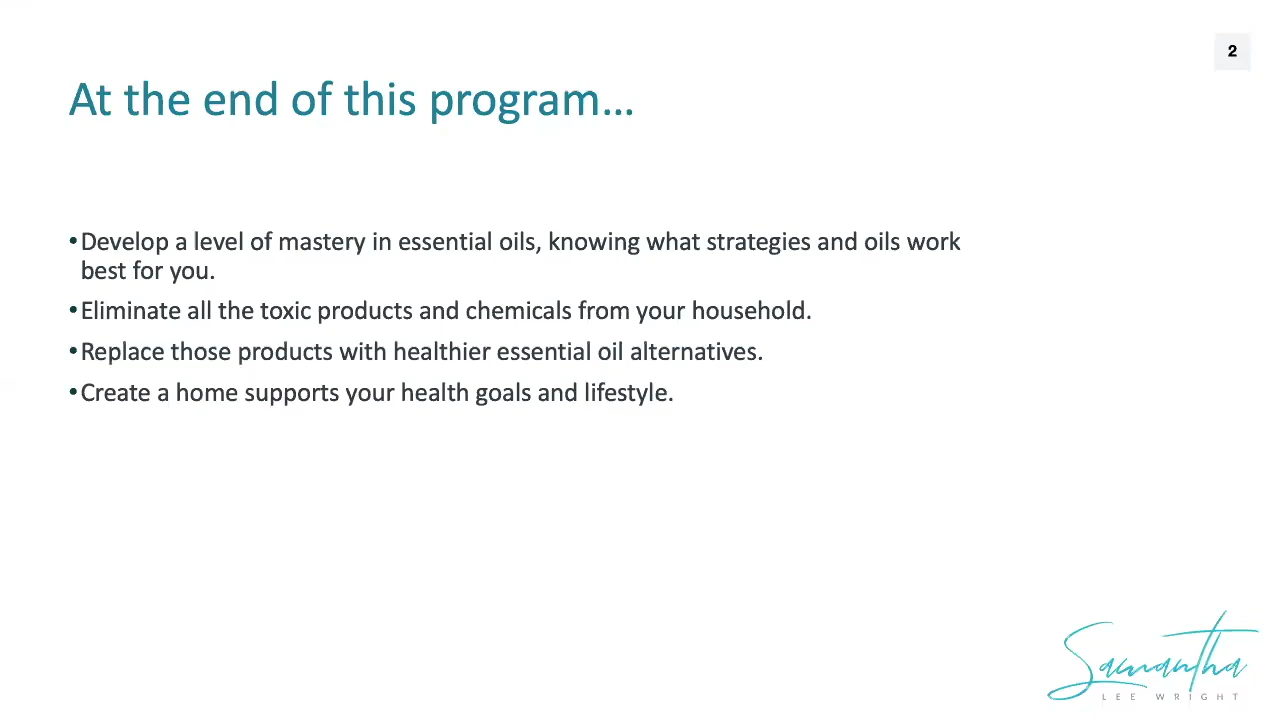 2
At the end of this program…
•Develop a level of mastery in essential oils, knowing what strategies and oils work
best for you.
•Eliminate all the toxic products and chemicals from your household.
•Replace those products with healthier essential oil alternatives.
•Create a home supports your health goals and lifestyle.
Samantha
LEE WRIGHT